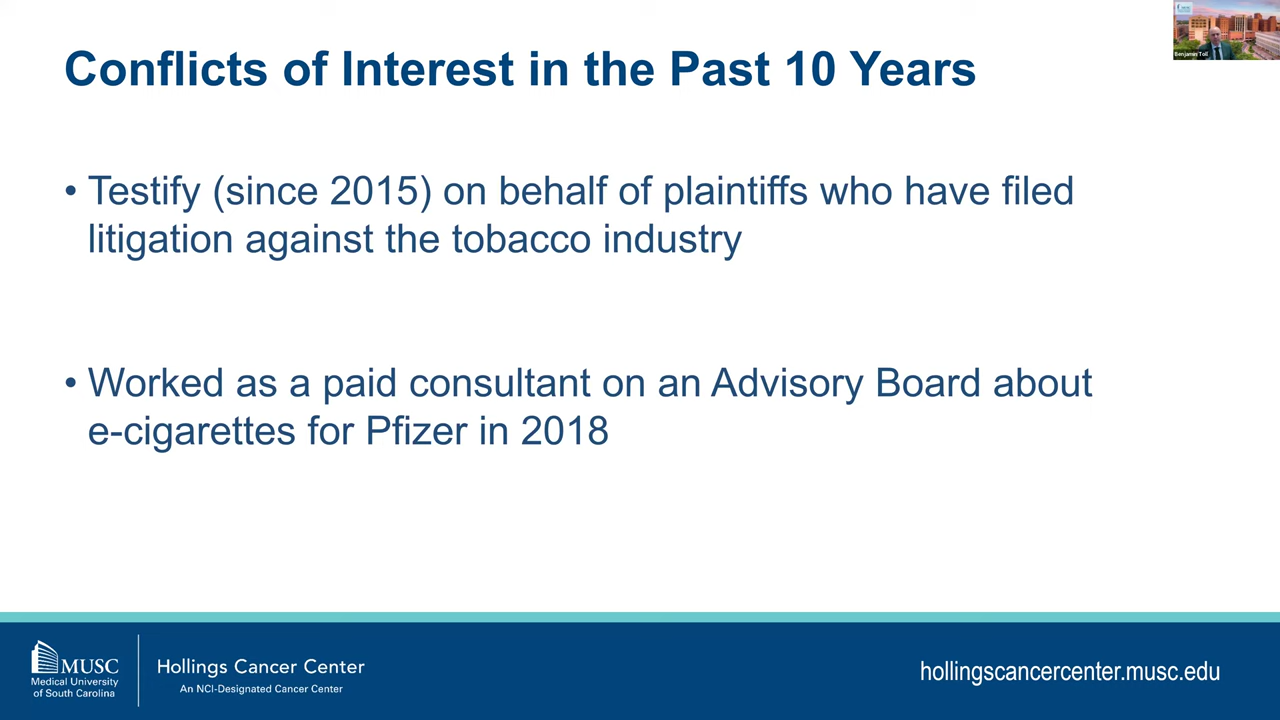 Conflicts of Interest in the Past 10 Years
Benjamin Toll
• Testify (since 2015) on behalf of plaintiffs who have filed
litigation against the tobacco industry
• Worked as a paid consultant on an Advisory Board about
e-cigarettes for Pfizer in 2018
MUSC
Medical University
of South Carolina
Hollings Cancer Center
An NCI-Designated Cancer Center
hollingscancercenter.musc.edu